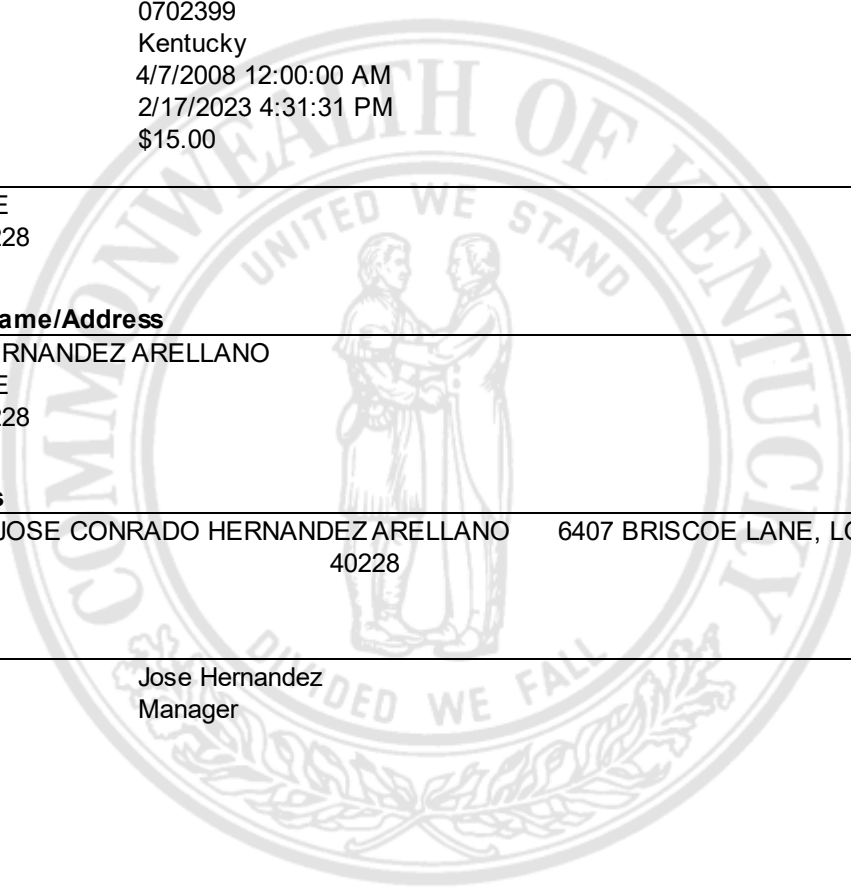 0702399
Kentucky
4/7/2008 12:00:00 AM
2/17/2023 4:31:31 PM
$15.00
E
228
ame/Address
ERNANDEZ ARELLANO
E
228
s
JOSE CONRADO HERNANDEZ ARELLANO 6407 BRISCOE LANE, LO
40228
Jose Hernandez
Manager
COMMONWEALTH OF KENTUCKY
UNITED WE STAND
DIVIDED WE FALL